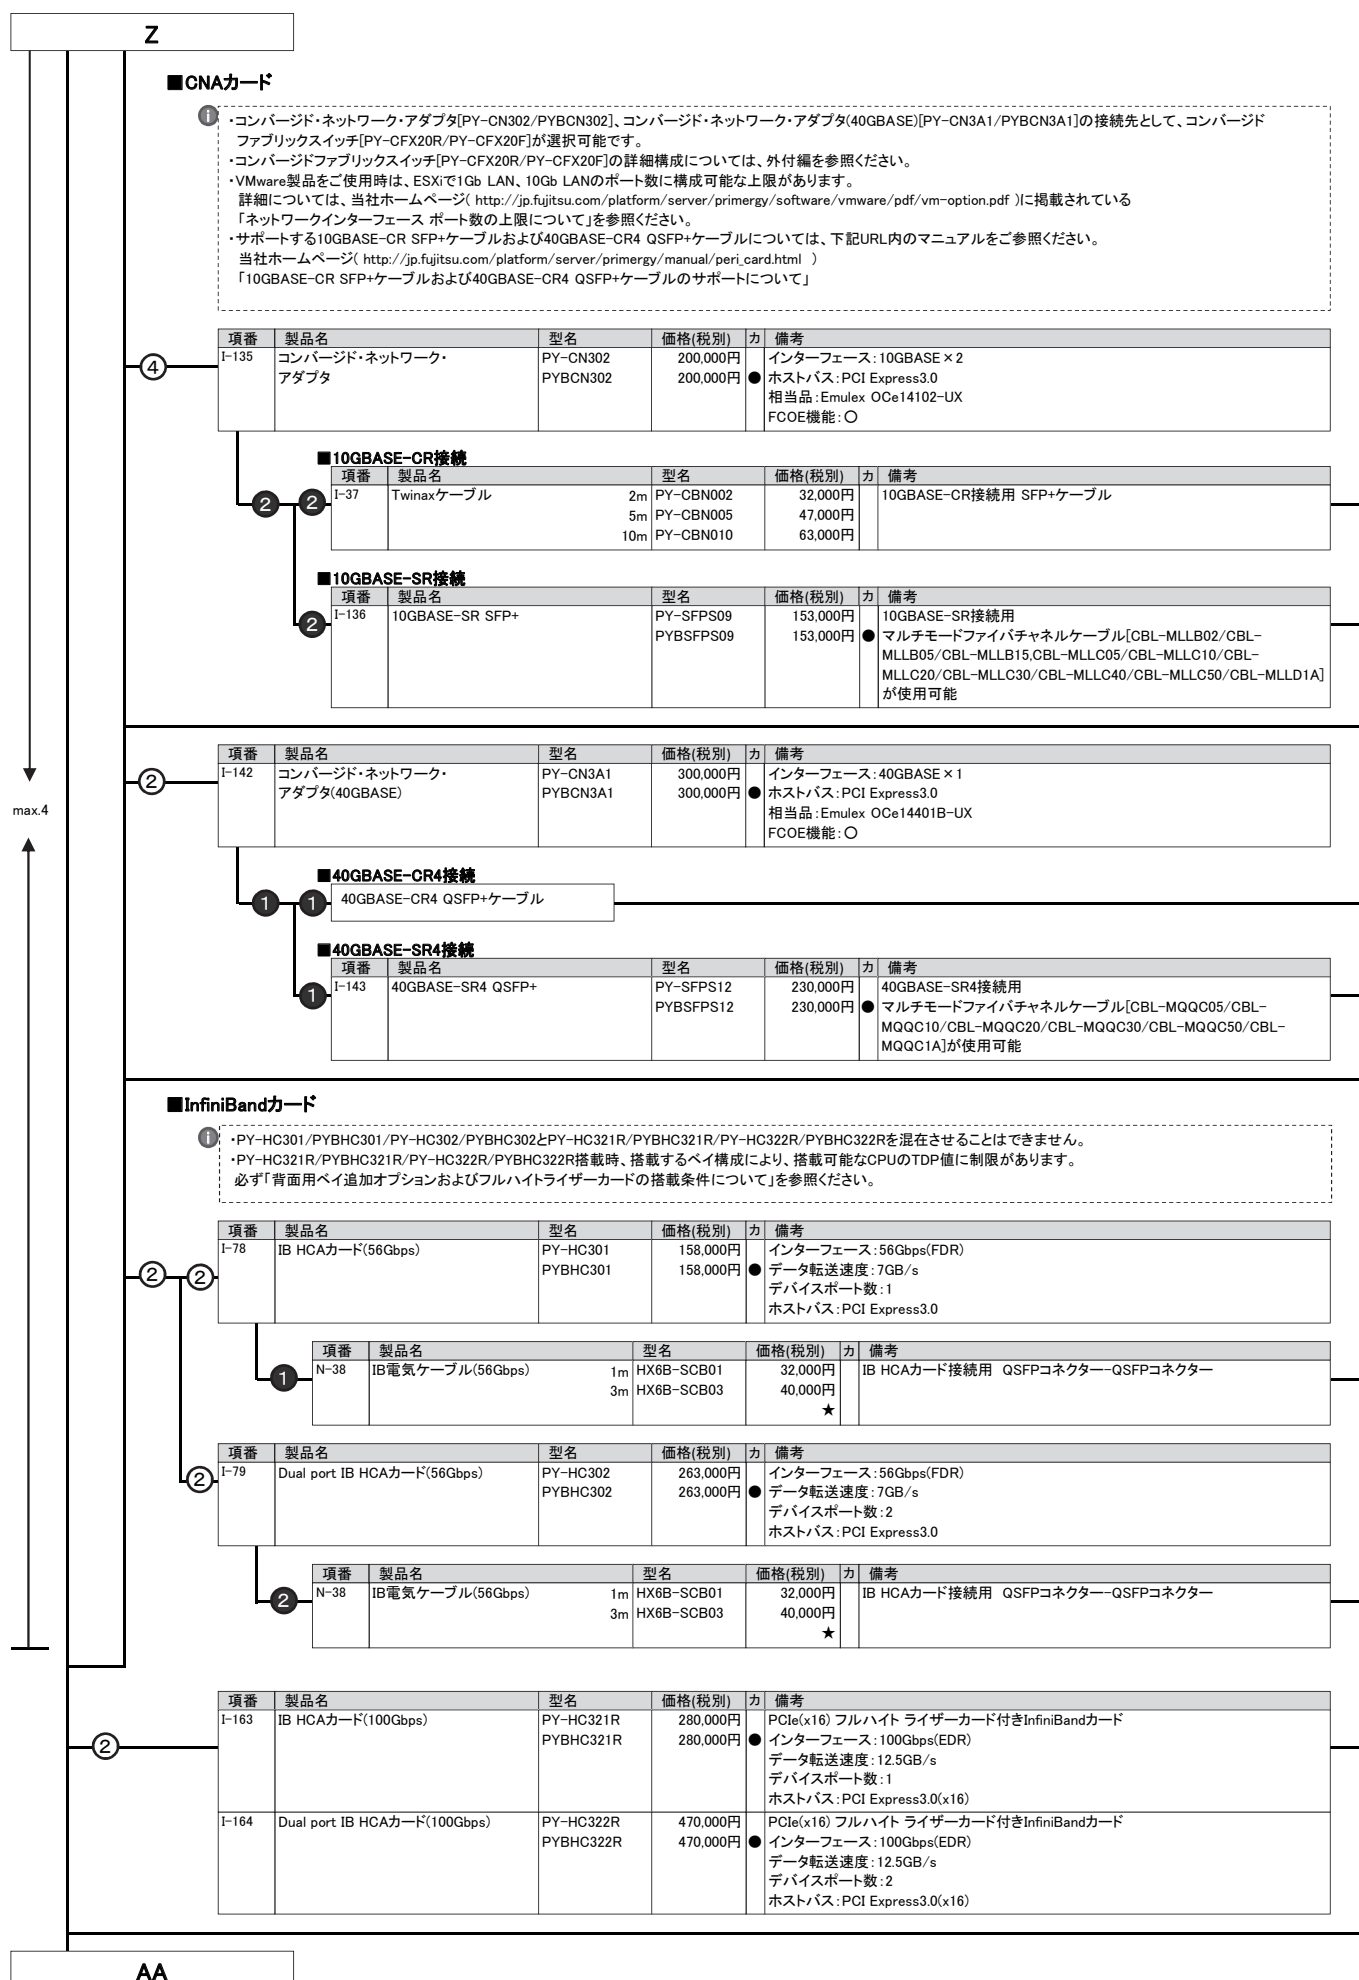 Z
■CNAカード
i
・コンバージド・ネットワーク・アダプタ[PY-CN302/PYBCN302]、コンバージド・ネットワーク・アダプタ(40GBASE)[PY-CN3A1/PYBCN3A1]の接続先として、コンバージド
ファブリックスイッチ[PY-CFX20R/PY-CFX20F]が選択可能です。
・コンバージドファブリックスイッチ[PY-CFX20R/PY-CFX20F]の詳細構成については、外付編を参照ください。
・VMware製品をご使用時は、ESXiで1Gb LAN、10Gb LANのポート数に構成可能な上限があります。
詳細については、当社ホームページ( http://jp.fujitsu.com/platform/server/primergy/software/vmware/pdf/vm-option.pdf )に掲載されている
「ネットワークインターフェース ポート数の上限について」を参照ください。
・サポートする10GBASE-CR SFP+ケーブルおよび40GBASE-CR4 QSFP+ケーブルについては、下記URL内のマニュアルをご参照ください。
当社ホームページ( http://jp.fujitsu.com/platform/server/primergy/manual/peri_card.html )
「10GBASE-CR SFP+ケーブルおよび40GBASE-CR4 QSFP+ケーブルのサポートについて」
項番 製品名 型名 価格(税別) カ 備考
④ I-135 コンバージド・ネットワーク・ PY-CN302 200,000円 インターフェース:10GBASE×2
アダプタ PYBCN302 200,000円 ● ホストバス:PCI Express3.0
相当品:Emulex OCe14102-UX
FCOE機能:○
■10GBASE-CR接続
項番 製品名 型名 価格(税別) カ 備考
❷ ❷ I-37 Twinaxケーブル 2m PY-CBN002 32,000円 10GBASE-CR接続用 SFP+ケーブル
5m PY-CBN005 47,000円
10m PY-CBN010 63,000円
■10GBASE-SR接続
項番 製品名 型名 価格(税別) カ 備考
❷ I-136 10GBASE-SR SFP+ PY-SFPS09 153,000円 10GBASE-SR接続用
PYBSFPS09 153,000円 ● マルチモードファイバチャネルケーブル[CBL-MLLB02/CBL-
MLLB05/CBL-MLLB15,CBL-MLLC05/CBL-MLLC10/CBL-
MLLC20/CBL-MLLC30/CBL-MLLC40/CBL-MLLC50/CBL-MLLD1A]
が使用可能
項番 製品名 型名 価格(税別) カ 備考
② I-142 コンバージド・ネットワーク・ PY-CN3A1 300,000円 インターフェース:40GBASE×1
アダプタ(40GBASE) PYBCN3A1 300,000円 ● ホストバス:PCI Express3.0
max.4
相当品:Emulex OCe14401B-UX
FCOE機能:○
■40GBASE-CR4接続
❶ ❶ 40GBASE-CR4 QSFP+ケーブル
■40GBASE-SR4接続
項番 製品名 型名 価格(税別) カ 備考
❶ I-143 40GBASE-SR4 QSFP+ PY-SFPS12 230,000円 40GBASE-SR4接続用
PYBSFPS12 230,000円 ● マルチモードファイバチャネルケーブル[CBL-MQQC05/CBL-
MQQC10/CBL-MQQC20/CBL-MQQC30/CBL-MQQC50/CBL-
MQQC1A]が使用可能
■InfiniBandカード
i
・PY-HC301/PYBHC301/PY-HC302/PYBHC302とPY-HC321R/PYBHC321R/PY-HC322R/PYBHC322Rを混在させることはできません。
・PY-HC321R/PYBHC321R/PY-HC322R/PYBHC322R搭載時、搭載するベイ構成により、搭載可能なCPUのTDP値に制限があります。
必ず「背面用ベイ追加オプションおよびフルハイトライザーカードの搭載条件について」を参照ください。
項番 製品名 型名 価格(税別) カ 備考
② ② I-78 IB HCAカード(56Gbps) PY-HC301 158,000円 インターフェース:56Gbps(FDR)
PYBHC301 158,000円 ● データ転送速度:7GB/s
デバイスポート数:1
ホストバス:PCI Express3.0
項番 製品名 型名 価格(税別) カ 備考
❶ N-38 IB電気ケーブル(56Gbps) 1m HX6B-SCB01 32,000円 IB HCAカード接続用 QSFPコネクター-QSFPコネクター
3m HX6B-SCB03 40,000円
★
項番 製品名 型名 価格(税別) カ 備考
② I-79 Dual port IB HCAカード(56Gbps) PY-HC302 263,000円 インターフェース:56Gbps(FDR)
PYBHC302 263,000円 ● データ転送速度:7GB/s
デバイスポート数:2
ホストバス:PCI Express3.0
項番 製品名 型名 価格(税別) カ 備考
❷ N-38 IB電気ケーブル(56Gbps) 1m HX6B-SCB01 32,000円 IB HCAカード接続用 QSFPコネクター-QSFPコネクター
3m HX6B-SCB03 40,000円
★
項番 製品名 型名 価格(税別) カ 備考
② I-163 IB HCAカード(100Gbps) PY-HC321R 280,000円 PCIe(x16) フルハイト ライザーカード付きInfiniBandカード
PYBHC321R 280,000円 ● インターフェース:100Gbps(EDR)
データ転送速度:12.5GB/s
デバイスポート数:1
ホストバス:PCI Express3.0(x16)
I-164 Dual port IB HCAカード(100Gbps) PY-HC322R 470,000円 PCIe(x16) フルハイト ライザーカード付きInfiniBandカード
PYBHC322R 470,000円 ● インターフェース:100Gbps(EDR)
データ転送速度:12.5GB/s
デバイスポート数:2
ホストバス:PCI Express3.0(x16)
AA